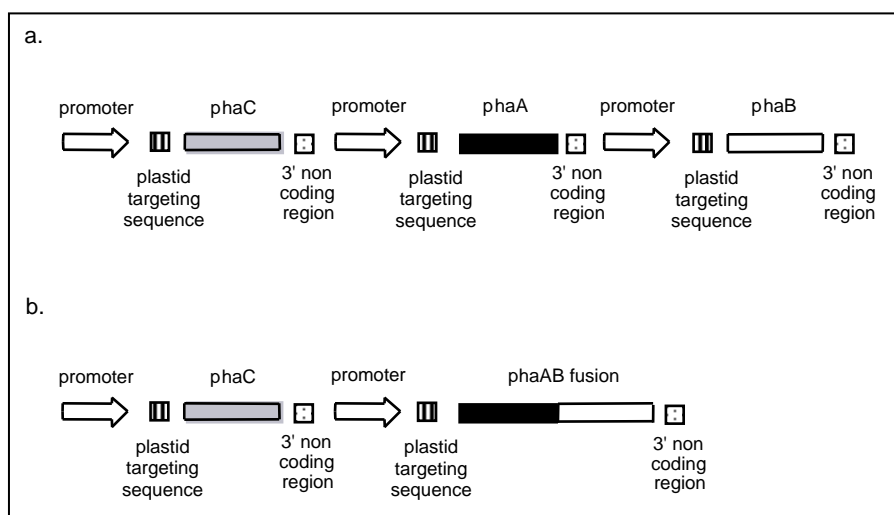 a.
promoter phaC promoter phaA promoter phaB
plastid targeting sequence 3' non coding region plastid targeting sequence 3' non coding region plastid targeting sequence 3' non coding region
b.
promoter phaC promoter phaAB fusion
plastid targeting sequence 3' non coding region plastid targeting sequence 3' non coding region